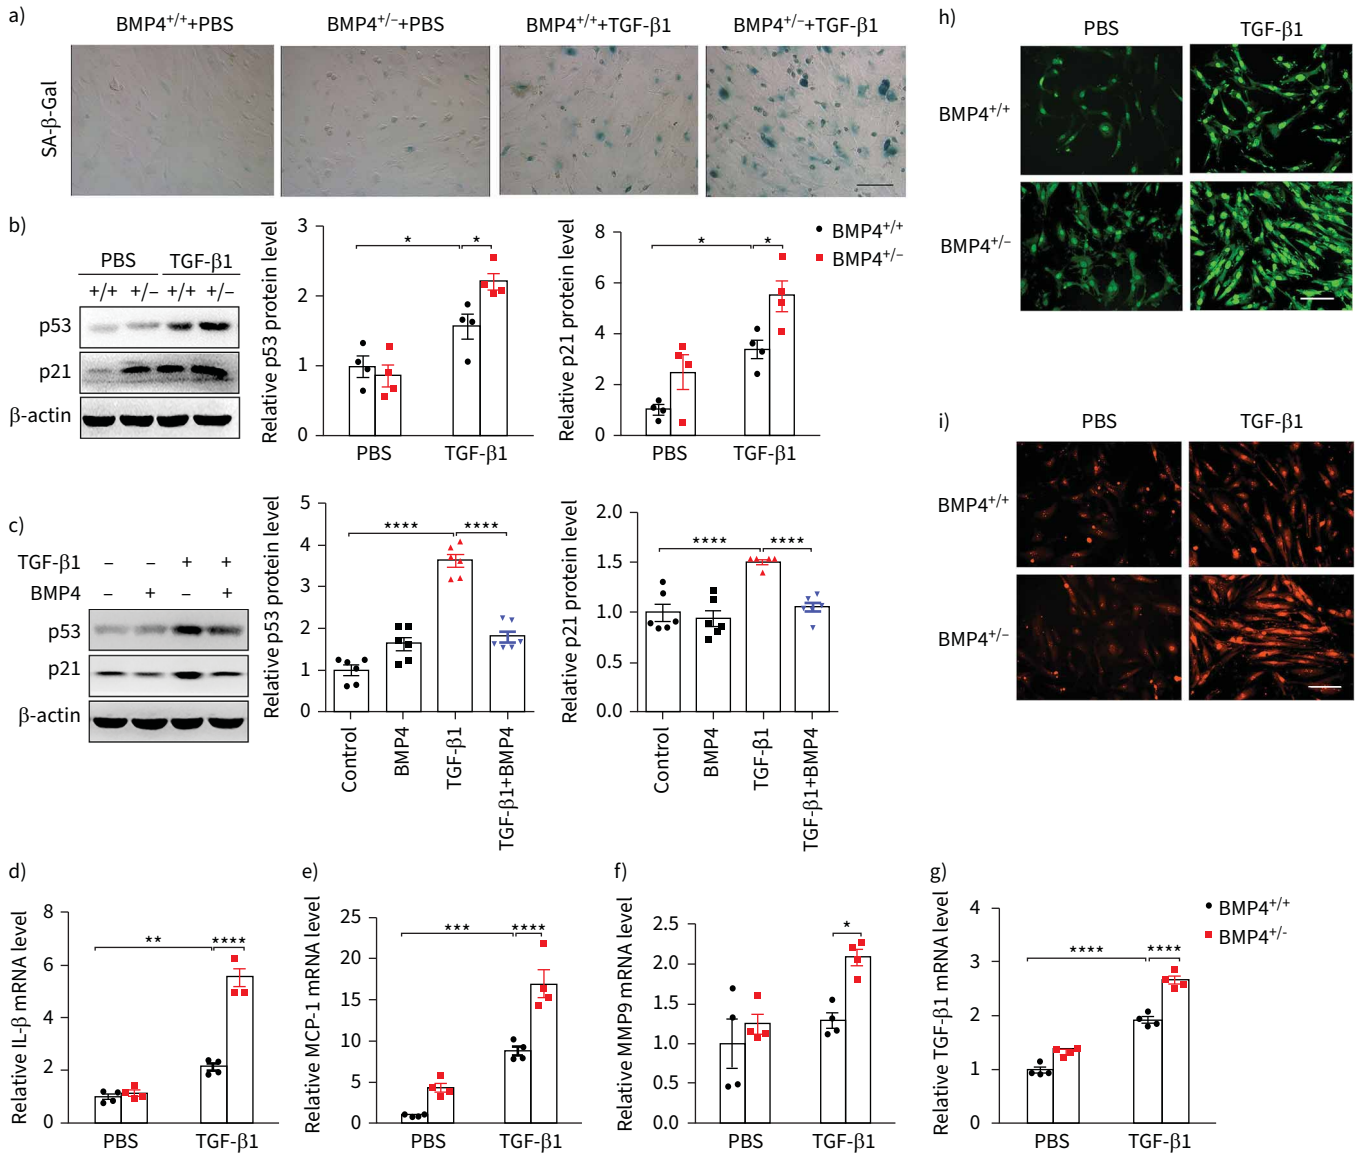 a)
BMP4+/++PBS
BMP4+/−+PBS
BMP4+/++TGF-β1
BMP4+/−+TGF-β1
SA-β-Gal
b)
PBS TGF-β1
+/+ +/− +/+ +/−
p53
p21
β-actin
Relative p53 protein level
3
2
1
0
* *
PBS TGF-β1
Relative p21 protein level
8
6
4
2
0
* *
PBS TGF-β1
BMP4+/+
BMP4+/−
c)
TGF-β1 − − + +
BMP4 − + − +
p53
p21
β-actin
Relative p53 protein level
5
4
3
2
1
0
**** ****
Control
BMP4
TGF-β1
TGF-β1+BMP4
Relative p21 protein level
2.0
1.5
1.0
0.5
0.0
**** ****
Control
BMP4
TGF-β1
TGF-β1+BMP4
d)
Relative IL-β mRNA level
8
6
4
2
0
** ****
PBS TGF-β1
e)
Relative MCP-1 mRNA level
25
20
15
10
5
0
*** ****
PBS TGF-β1
f)
Relative MMP9 mRNA level
2.5
2.0
1.5
1.0
0.5
0.0
*
PBS TGF-β1
g)
Relative TGF-β1 mRNA level
4
3
2
1
0
**** ****
PBS TGF-β1
BMP4+/+
BMP4+/−
h)
PBS TGF-β1
BMP4+/+
BMP4+/−
i)
PBS TGF-β1
BMP4+/+
BMP4+/−